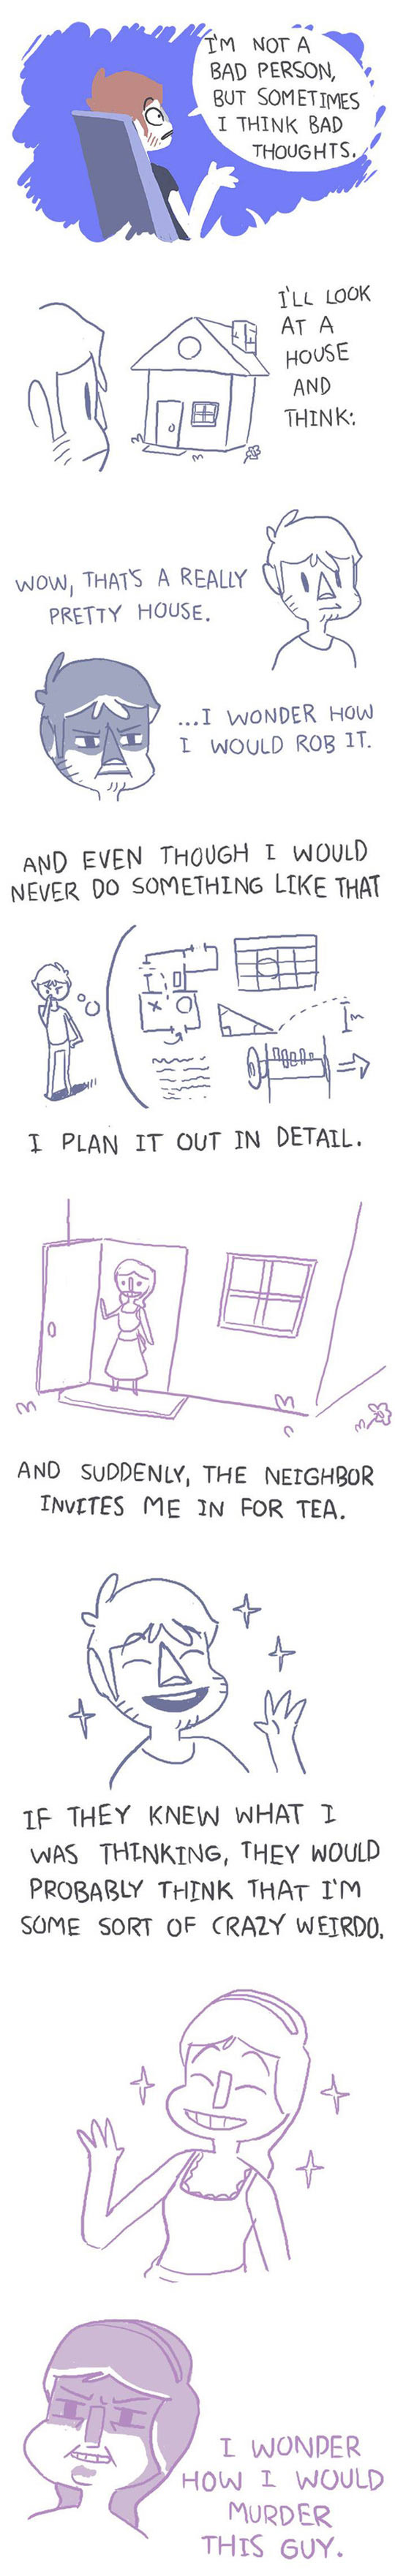 I'M NOT A
BAD PERSON,
BUT SOMETIMES
I THINK BAD
THOUGHTS.
I'LL LOOK
AT A
HOUSE
AND
THINK:
WOW, THAT'S A REALLY
PRETTY HOUSE.
...I WONDER HOW
I WOULD ROB IT.
AND EVEN THOUGH I WOULD
NEVER DO SOMETHING LIKE THAT
I PLAN IT OUT IN DETAIL.
AND SUDDENLY, THE NEIGHBOR
INVITES ME IN FOR TEA.
IF THEY KNEW WHAT I
WAS THINKING, THEY WOULD
PROBABLY THINK THAT I'M
SOME SORT OF CRAZY WEIRDO.
I WONDER
HOW I WOULD
MURDER
THIS GUY.